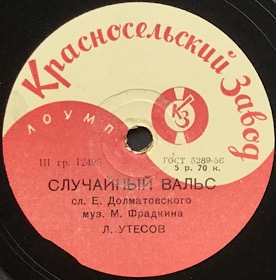 Красносельский Завод
ЛОУМП
КЗ
III гр. 12495
ГОСТ 5289-56
5 р. 70 к.
СЛУЧАЙНЫЙ ВАЛЬС
сл. Е. Долматовского
муз. М. Фрадкина
Л. УТЕСОВ